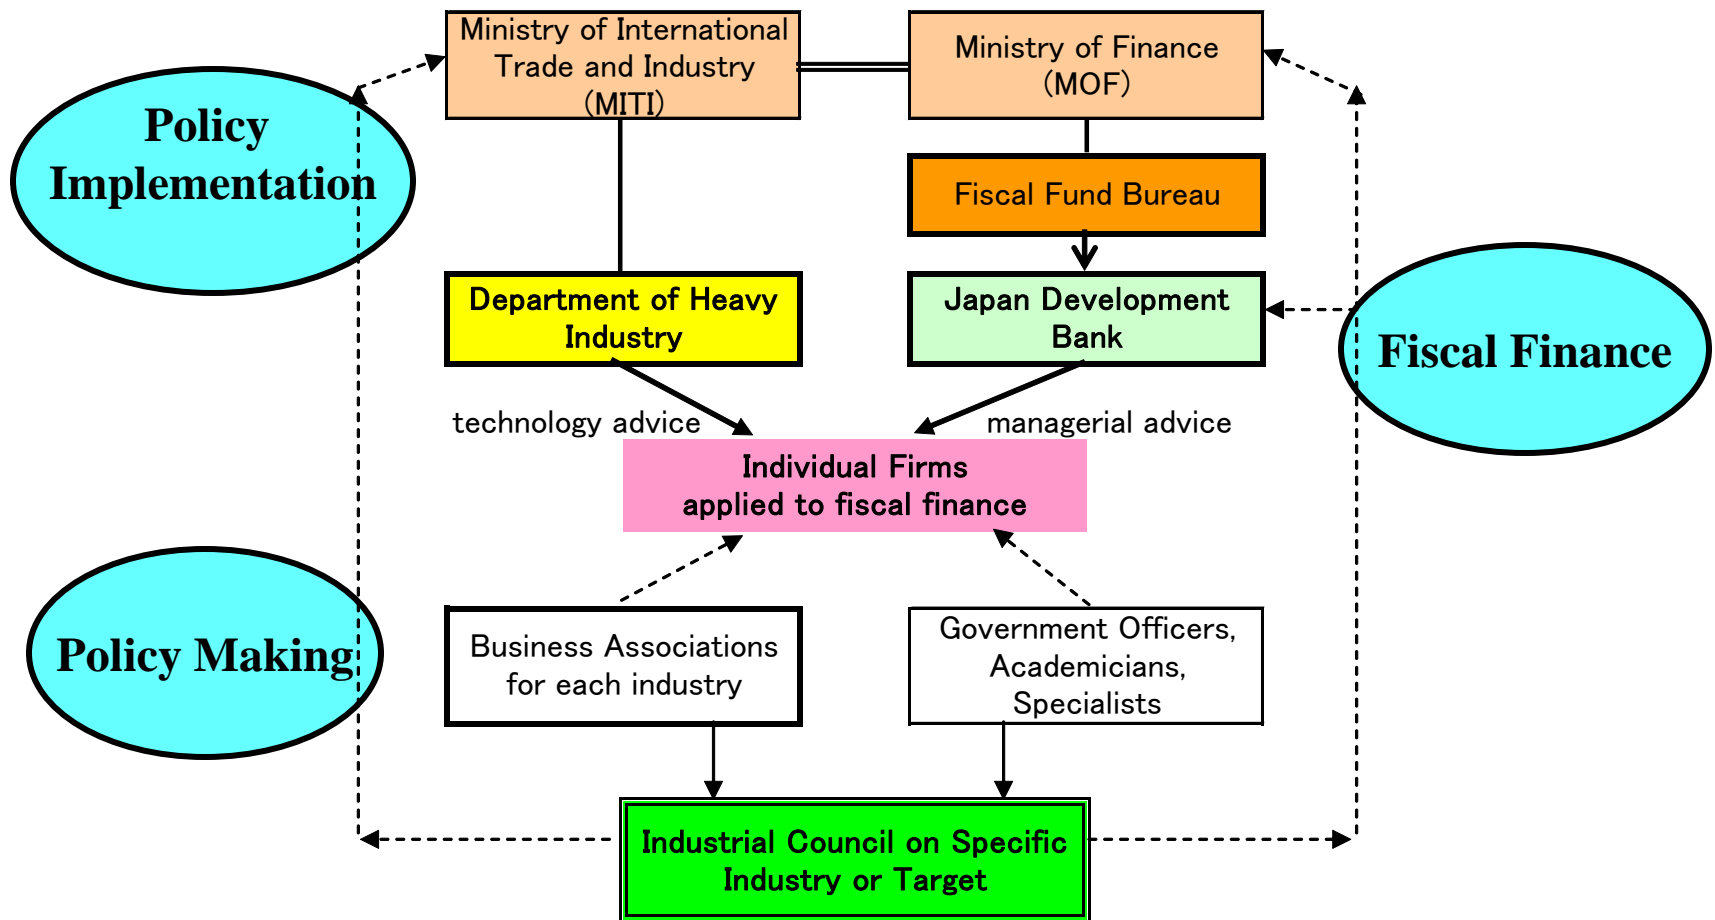 Ministry of International
Trade and Industry
(MITI)
Ministry of Finance
(MOF)
Policy
Implementation
Fiscal Fund Bureau
Department of Heavy
Industry
Japan Development
Bank
Fiscal Finance
technology advice
managerial advice
Individual Firms
applied to fiscal finance
Policy Making
Business Associations
for each industry
Government Officers,
Academicians,
Specialists
Industrial Council on Specific
Industry or Target